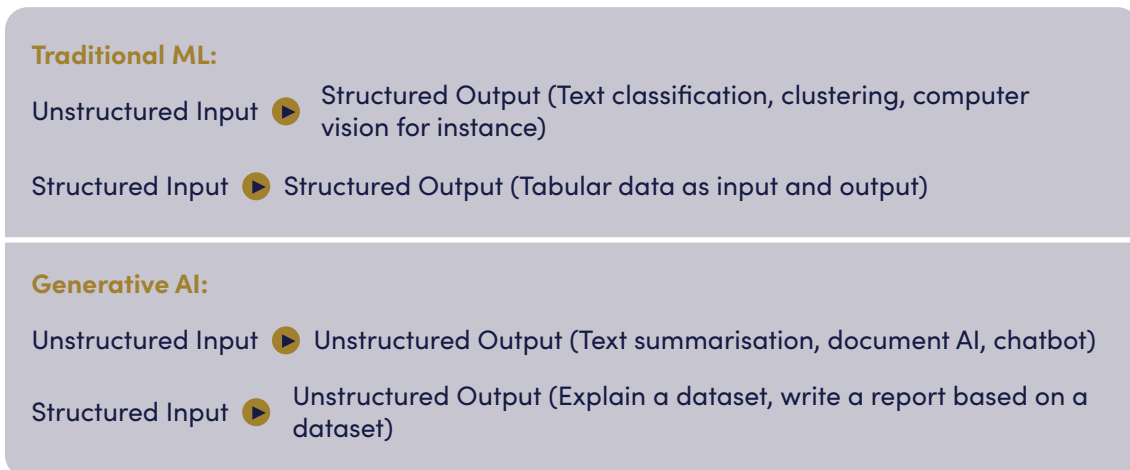 Traditional ML:
Unstructured Input Structured Output (Text classification, clustering, computer
vision for instance)
Structured Input Structured Output (Tabular data as input and output)
Generative AI:
Unstructured Input Unstructured Output (Text summarisation, document AI, chatbot)
Structured Input Unstructured Output (Explain a dataset, write a report based on a
dataset)